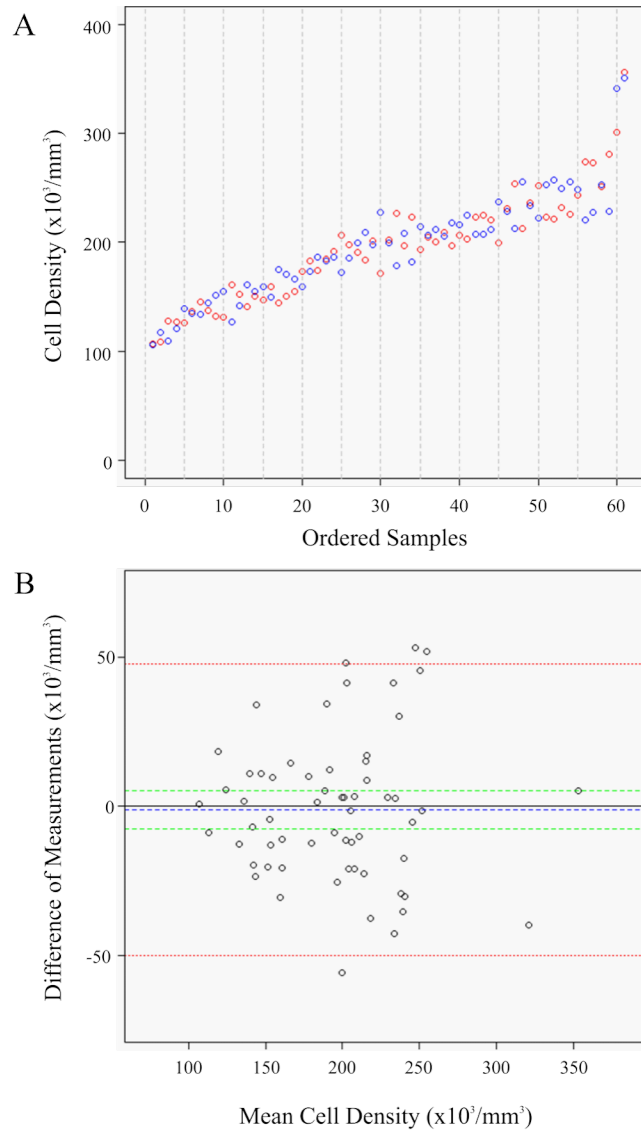 A
Cell Density (x10³/mm³)
400
300
200
100
0
0 10 20 30 40 50 60
Ordered Samples
B
Difference of Measurements (x10³/mm³)
50
0
-50
100 150 200 250 300 350
Mean Cell Density (x10³/mm³)